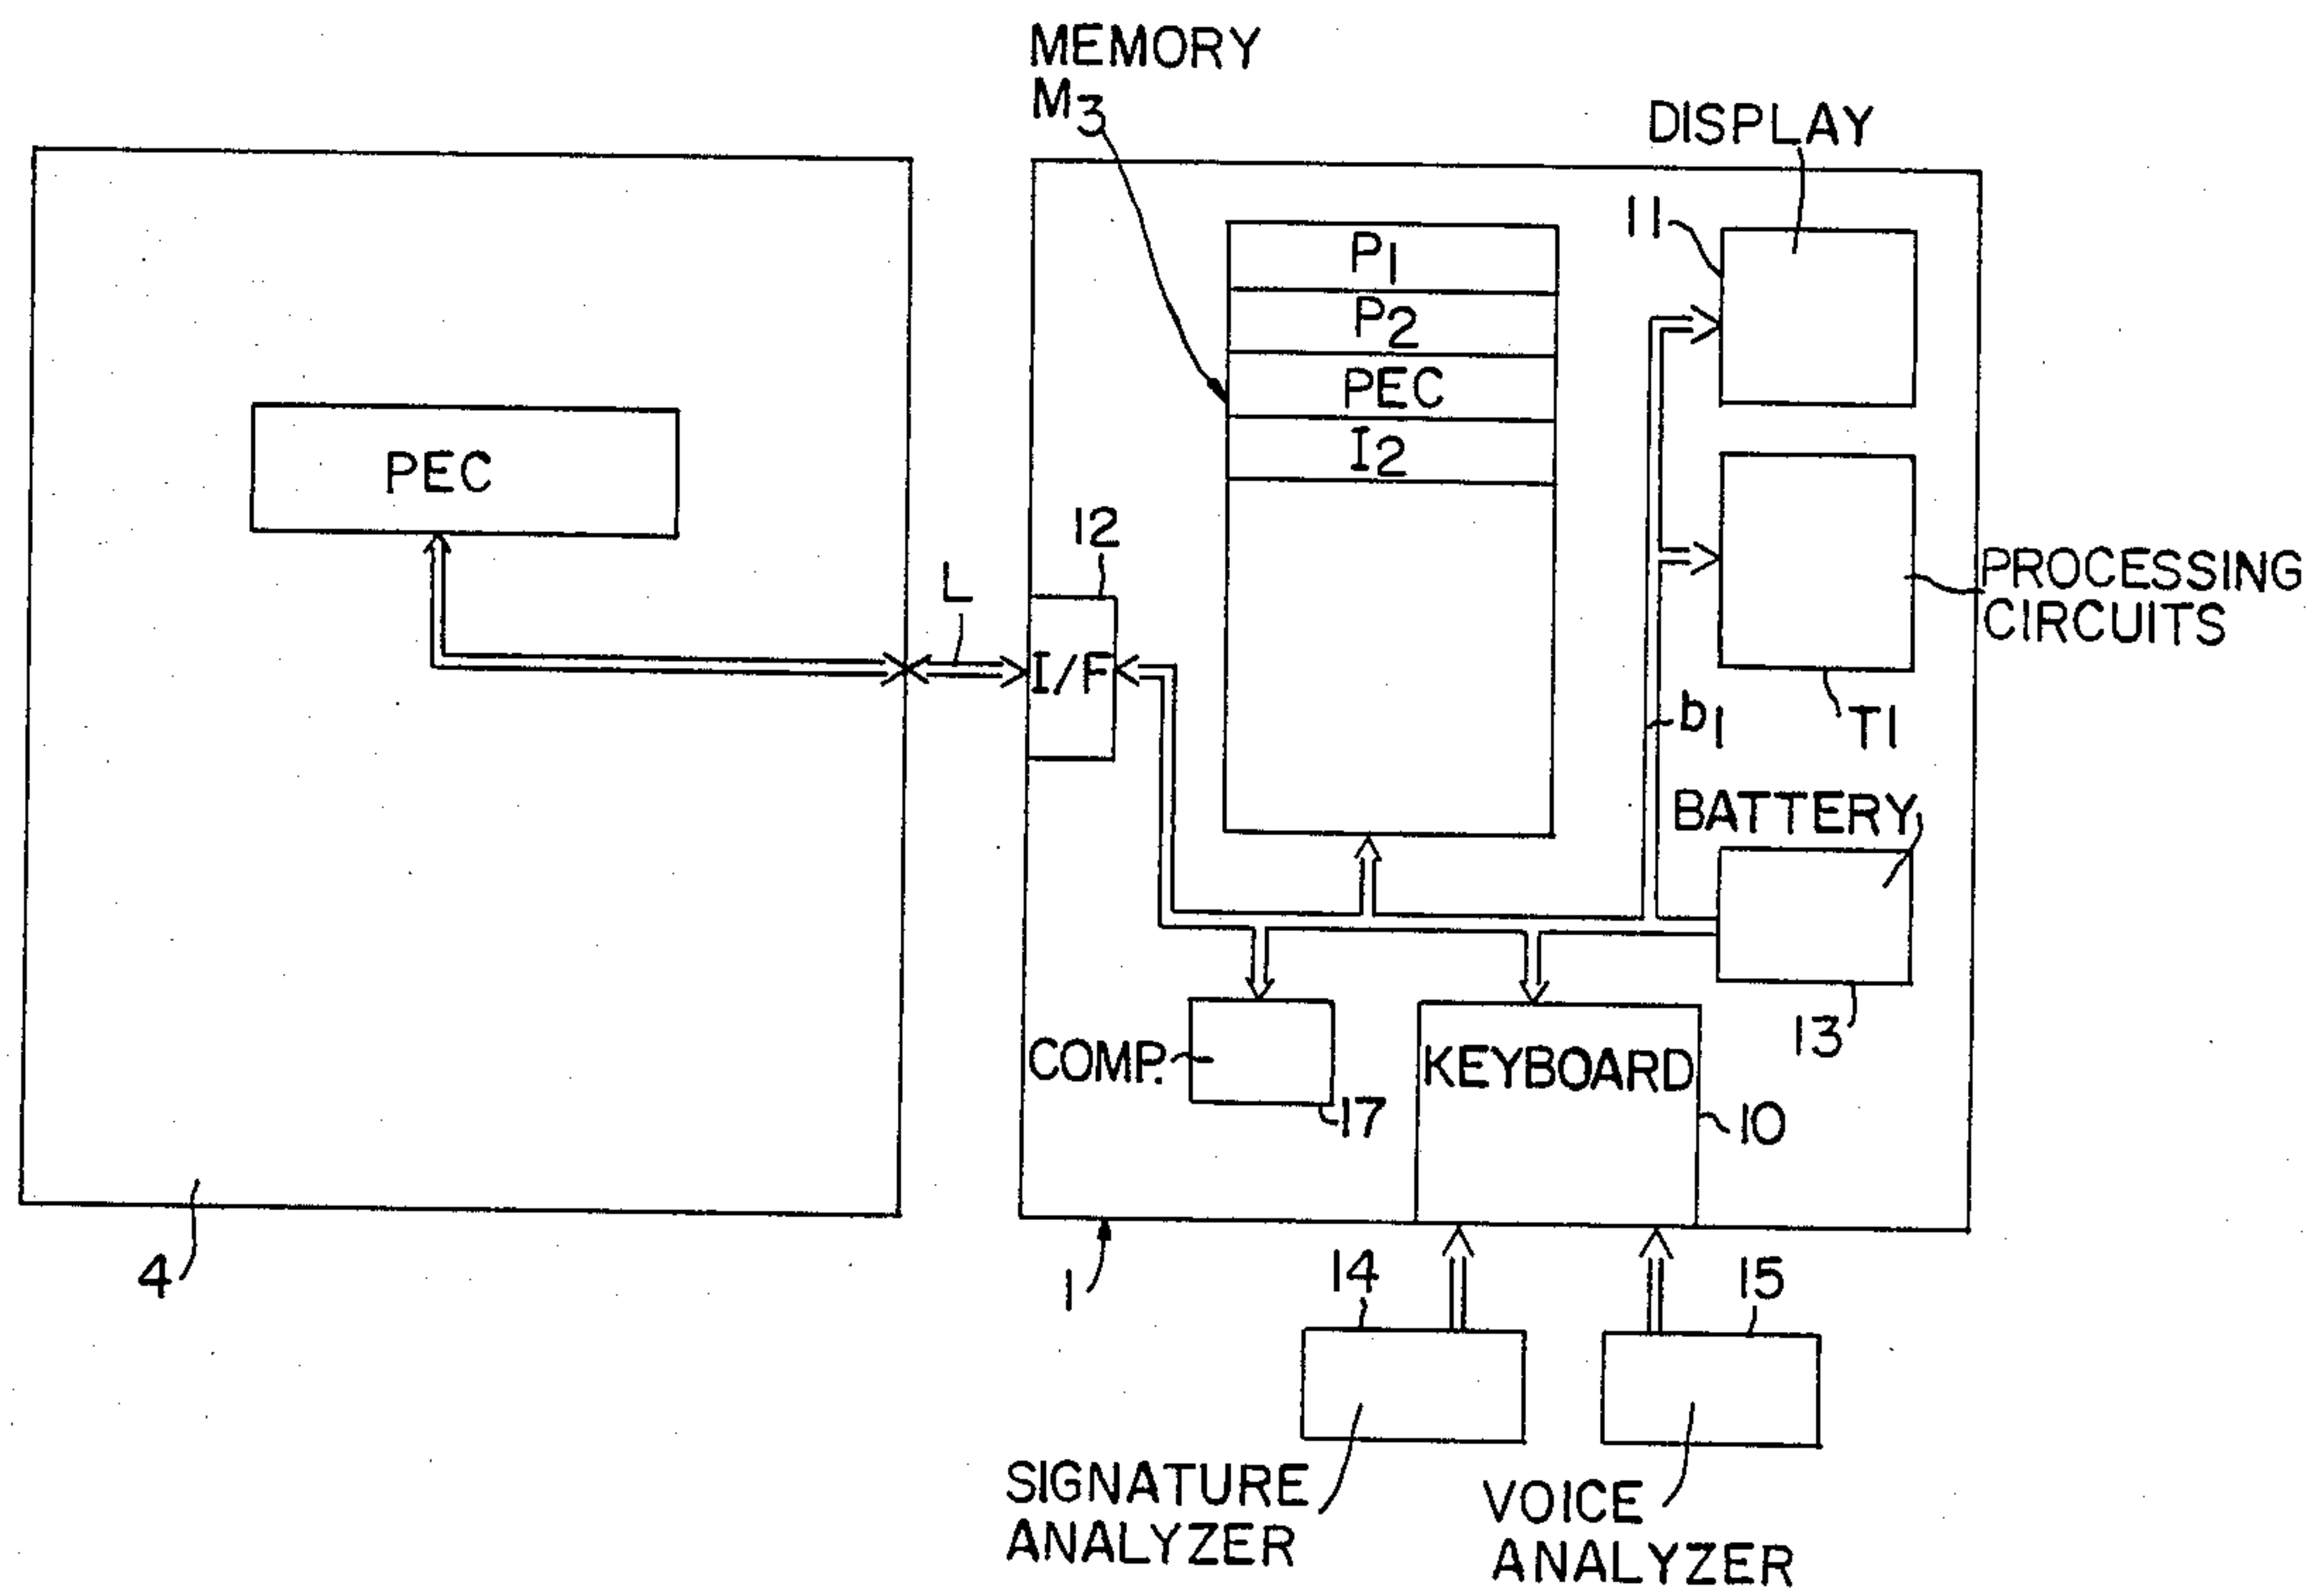 MEMORY
M3
DISPLAY
11
P1
P2
PEC
I2
PEC
12
L
I/F
PROCESSING
CIRCUITS
b1
T1
BATTERY
13
COMP.
17
KEYBOARD
10
4
1
14
15
SIGNATURE
ANALYZER
VOICE
ANALYZER